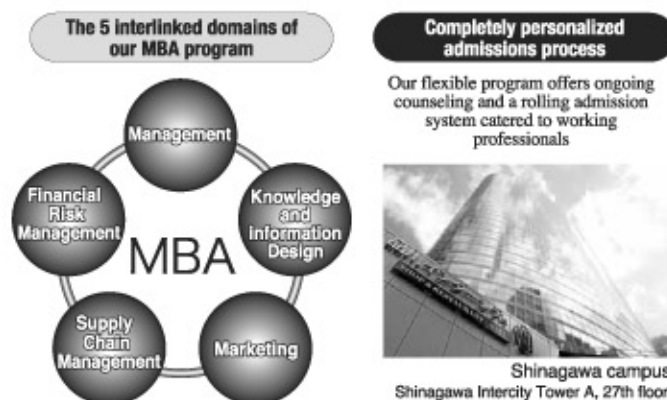 The 5 interlinked domains of
our MBA program
Management
Financial
Risk
Management
Knowledge
and
information
Design
MBA
Supply
Chain
Management
Marketing
Completely personalized
admissions process
Our flexible program offers ongoing
counseling and a rolling admission
system catered to working
professionals
Shinagawa campus
Shinagawa Intercity Tower A, 27th floor